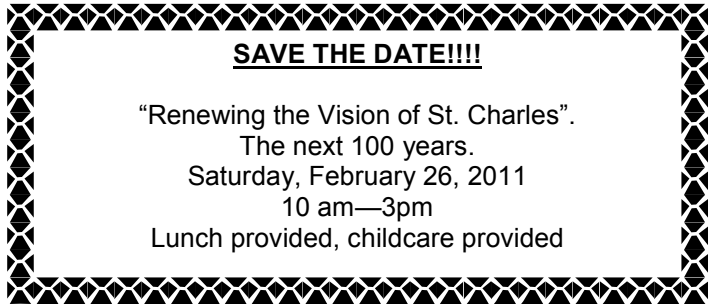 SAVE THE DATE!!!!
“Renewing the Vision of St. Charles”.
The next 100 years.
Saturday, February 26, 2011
10 am—3pm
Lunch provided, childcare provided